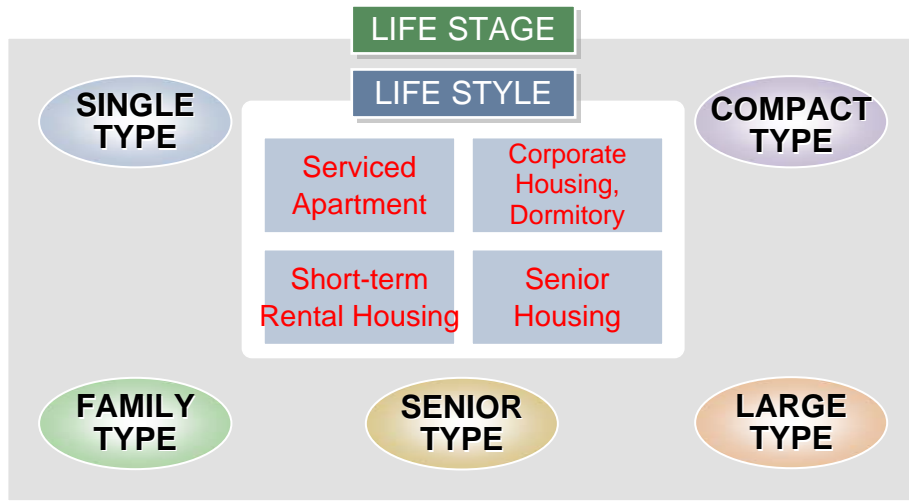 LIFE STAGE
LIFE STYLE
SINGLE
TYPE
COMPACT
TYPE
Serviced
Apartment
Corporate
Housing,
Dormitory
Short-term
Rental Housing
Senior
Housing
FAMILY
TYPE
SENIOR
TYPE
LARGE
TYPE